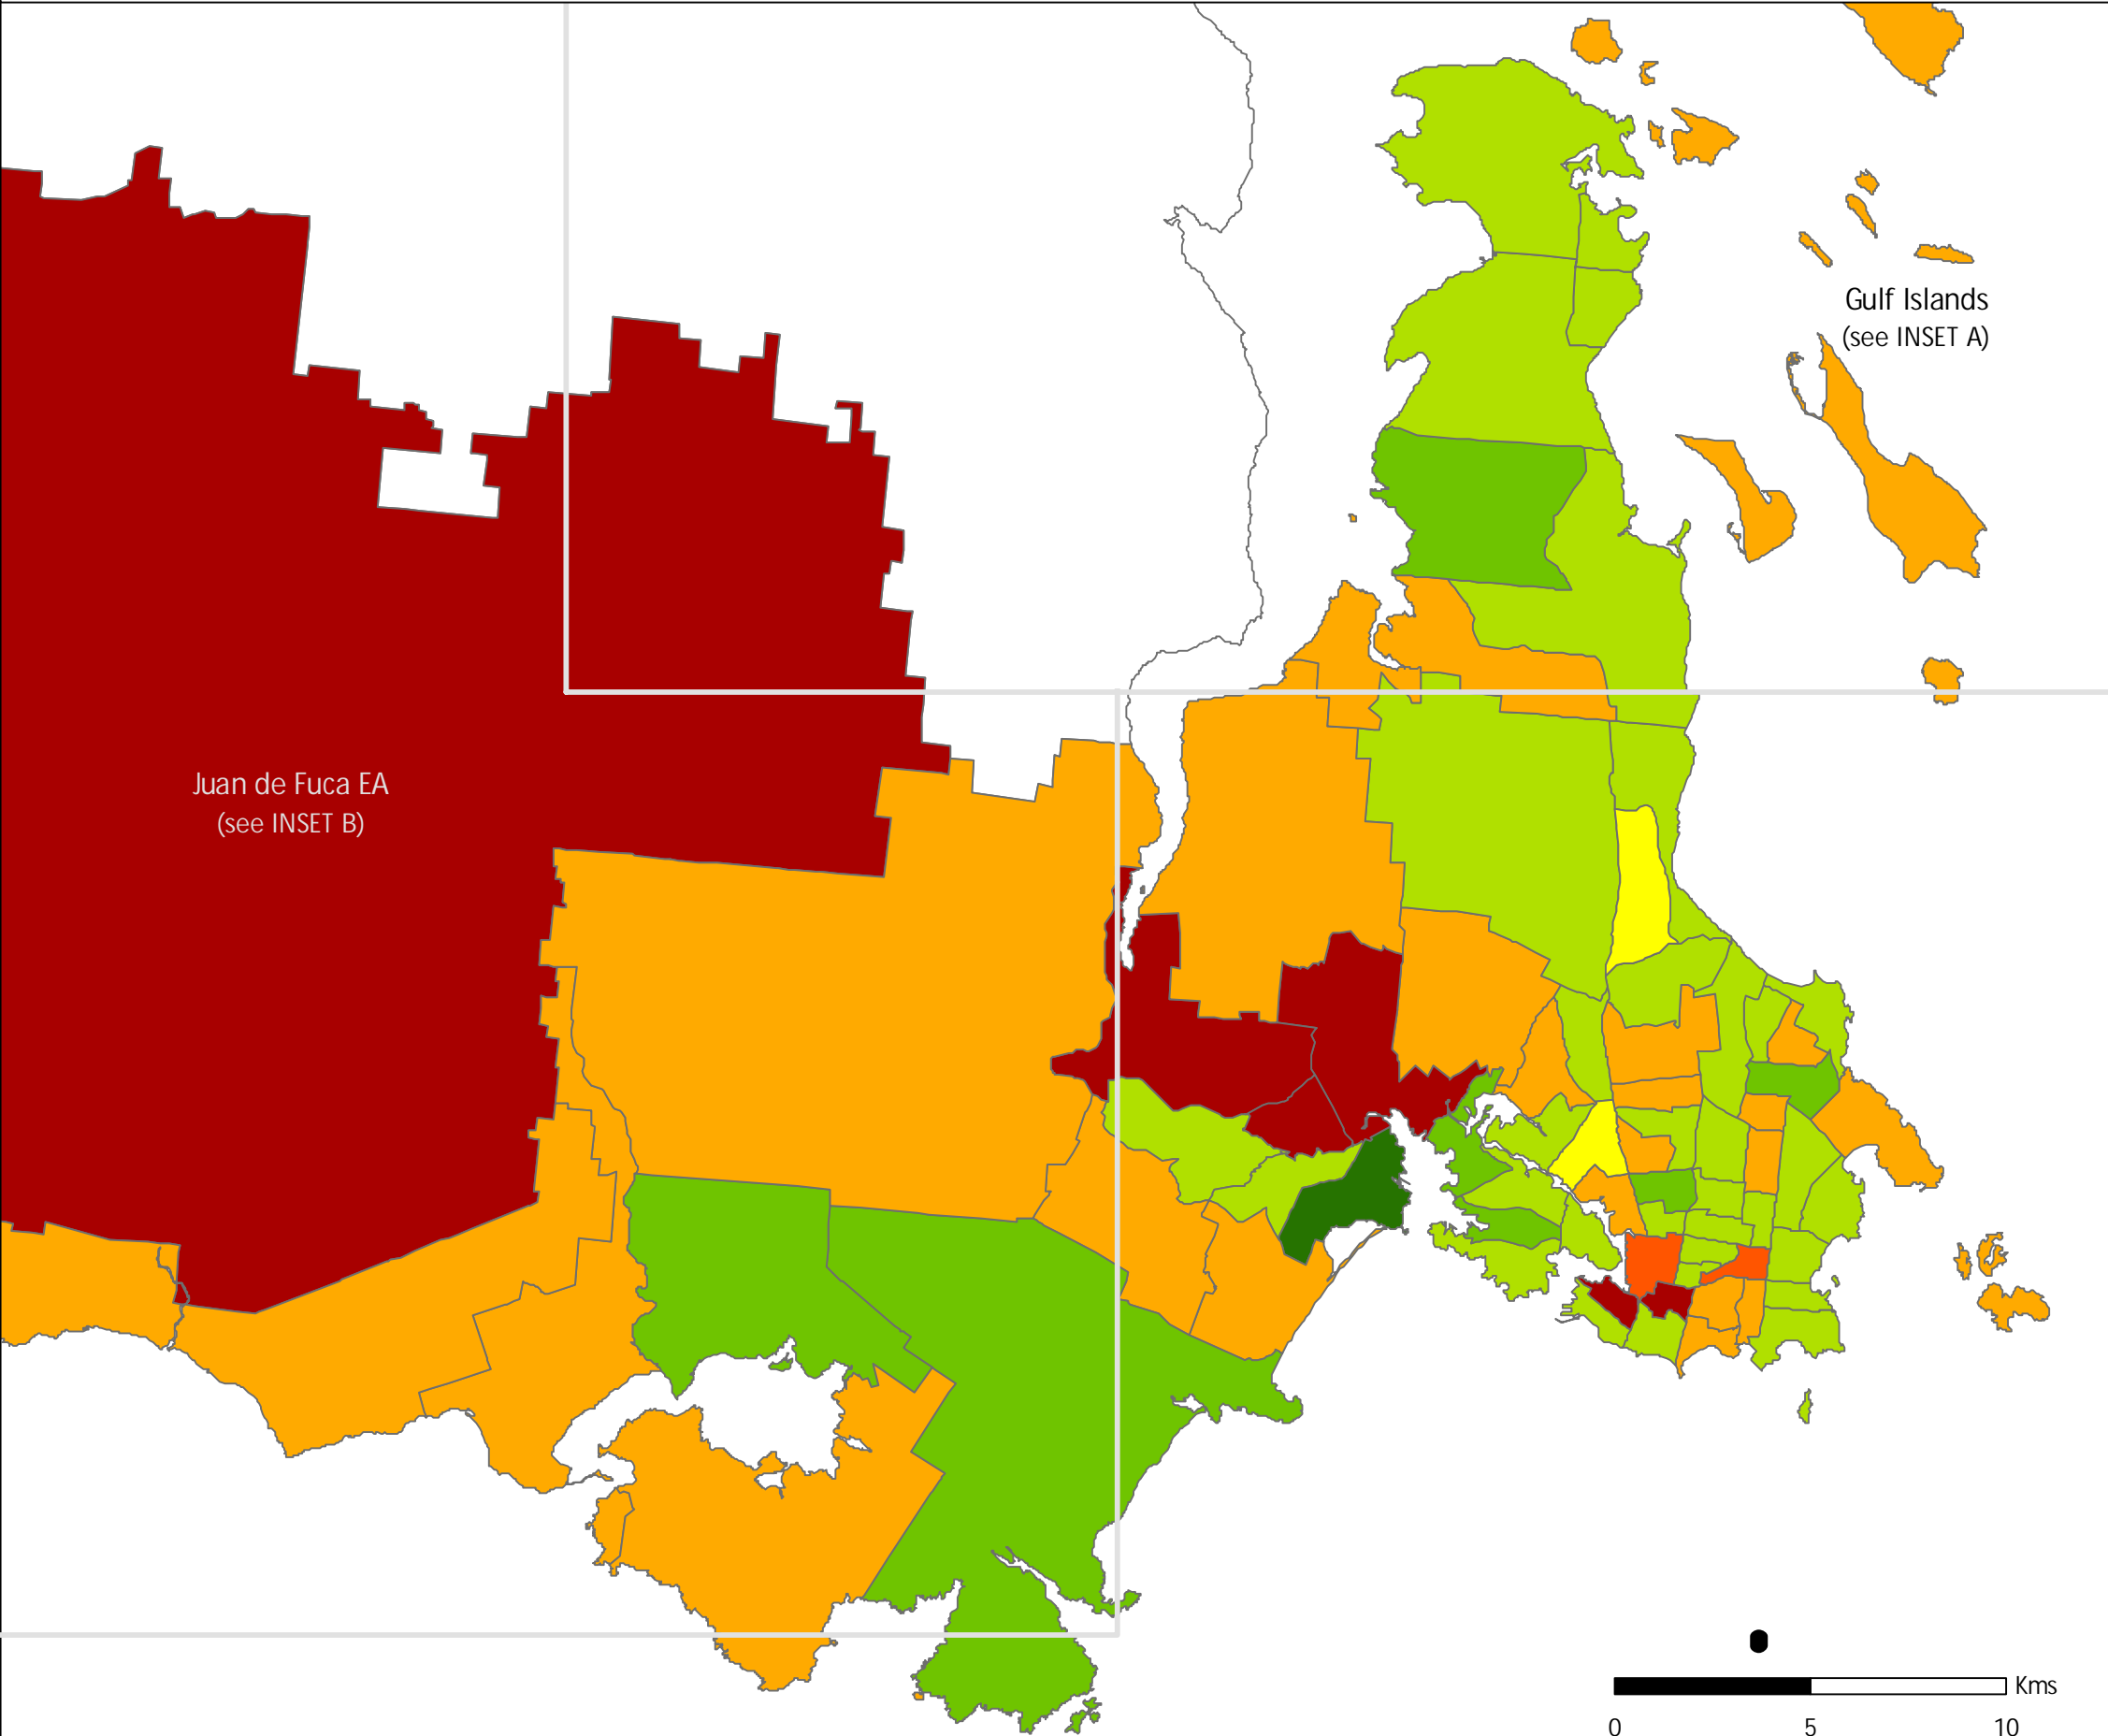 Gulf Islands
(see INSET A)
Juan de Fuca EA
(see INSET B)
Kms
0 5 10